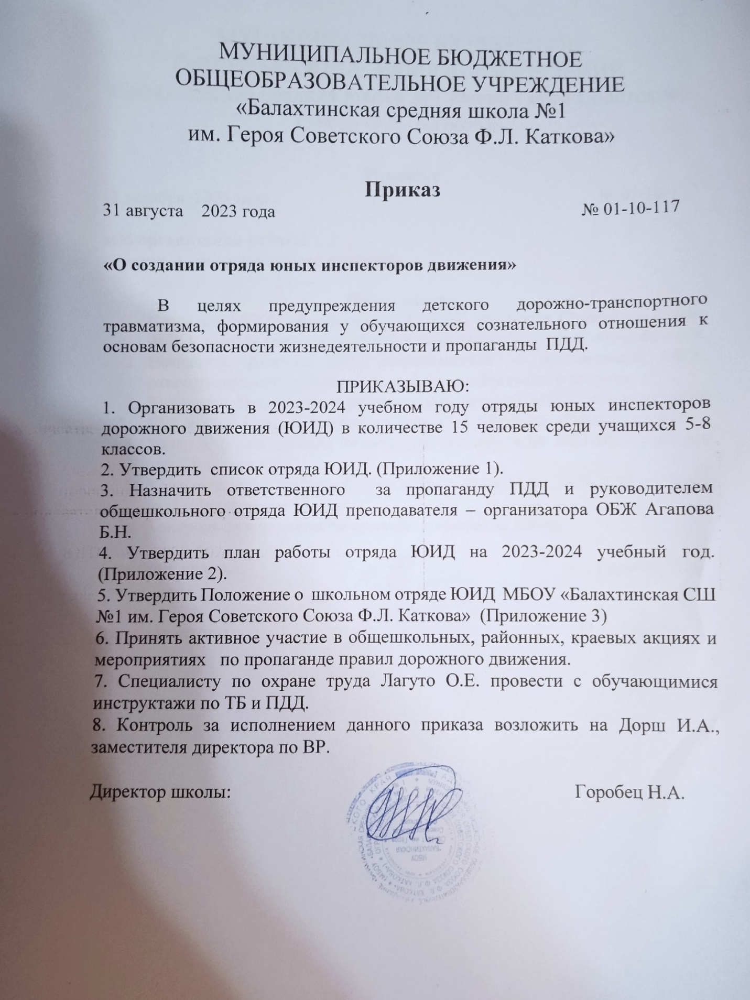 МУНИЦИПАЛЬНОЕ БЮДЖЕТНОЕ
ОБЩЕОБРАЗОВАТЕЛЬНОЕ УЧРЕЖДЕНИЕ
«Балахтинская средняя школа №1
им. Героя Советского Союза Ф.Л. Каткова»
Приказ
31 августа 2023 года № 01-10-117
«О создании отряда юных инспекторов движения»
В целях предупреждения детского дорожно-транспортного
травматизма, формирования у обучающихся сознательного отношения к
основам безопасности жизнедеятельности и пропаганды ПДД.
ПРИКАЗЫВАЮ:
1. Организовать в 2023-2024 учебном году отряды юных инспекторов
дорожного движения (ЮИД) в количестве 15 человек среди учащихся 5-8
классов.
2. Утвердить список отряда ЮИД. (Приложение 1).
3. Назначить ответственного за пропаганду ПДД и руководителем
общешкольного отряда ЮИД преподавателя – организатора ОБЖ Агапова
Б.Н.
4. Утвердить план работы отряда ЮИД на 2023-2024 учебный год.
(Приложение 2).
5. Утвердить Положение о школьном отряде ЮИД МБОУ «Балахтинская СШ
№1 им. Героя Советского Союза Ф.Л. Каткова» (Приложение 3)
6. Принять активное участие в общешкольных, районных, краевых акциях и
мероприятиях по пропаганде правил дорожного движения.
7. Специалисту по охране труда Лагуто О.Е. провести с обучающимися
инструктажи по ТБ и ПДД.
8. Контроль за исполнением данного приказа возложить на Дорш И.А.,
заместителя директора по ВР.
Директор школы: Горобец Н.А.